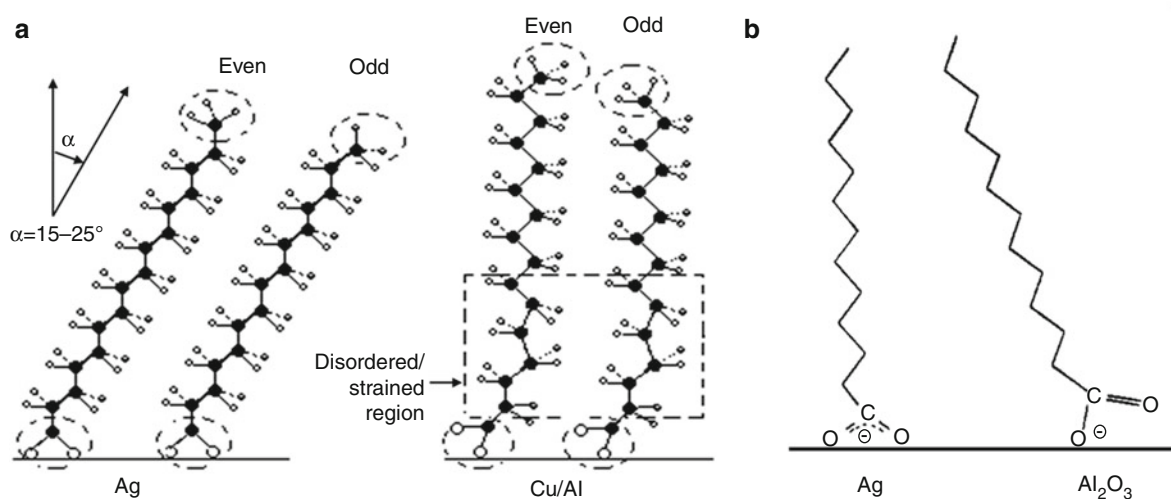 a
Even
Odd
α
α=15–25°
Ag
Even
Odd
Disordered/
strained
region
Cu/Al
b
C
O
⊖
O
Ag
C
O
O
⊖
Al₂O₃